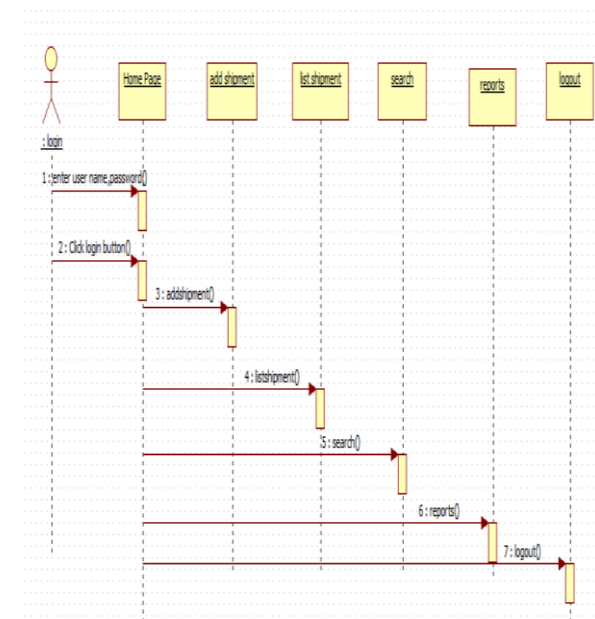 Home Page
add shipment
list shipment
search
reports
logout
: login
1 : enter user name,password()
2 : Click login button()
3 : addshipment()
4 : listshipment()
5 : search()
6 : reports()
7 : logout()